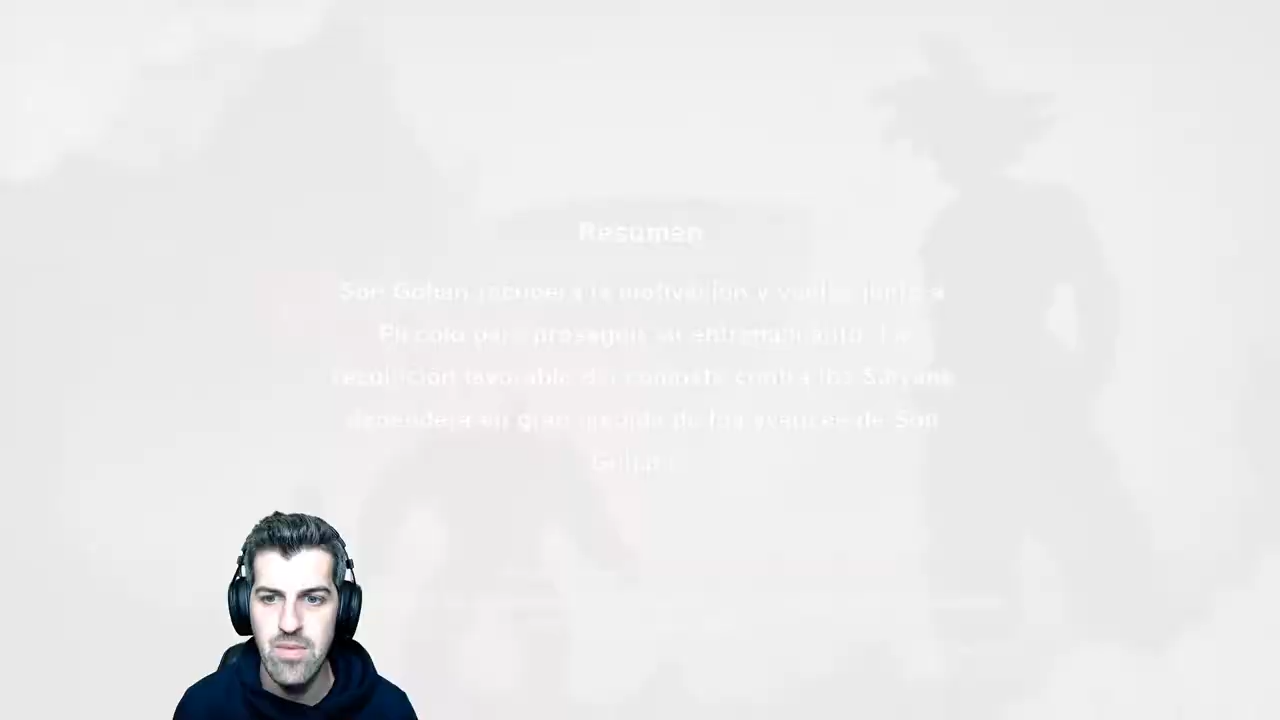 Resumen
Son Gohan recupera la motivación y vuelve junto a
Piccolo para proseguir su entrenamiento. La
resolución favorable del combate contra los Saiyans
dependerá en gran medida de los avances de Son
Gohan.